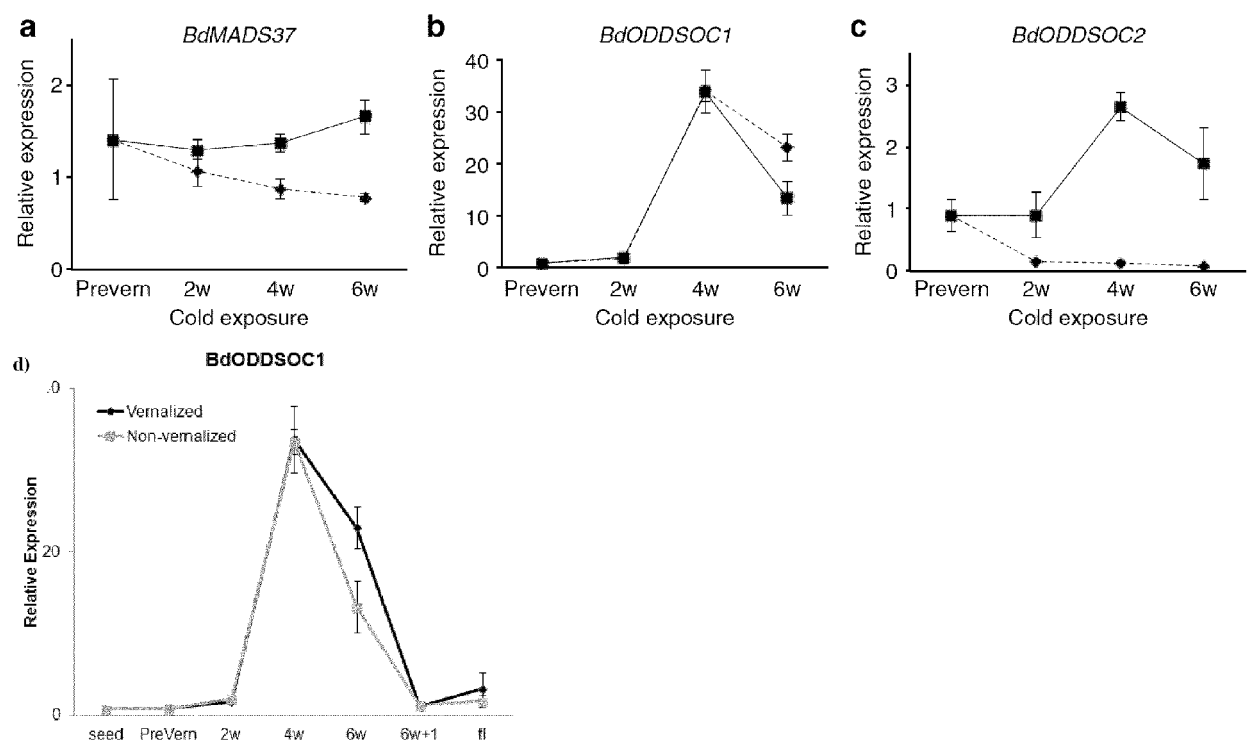 a
BdMADS37
Relative expression
2
1
0
Prevern 2w 4w 6w
Cold exposure
b
BdODDSOC1
Relative expression
40
30
20
10
0
Prevern 2w 4w 6w
Cold exposure
c
BdODDSOC2
Relative expression
3
2
1
0
Prevern 2w 4w 6w
Cold exposure
d)
BdODDSOC1
Vernalized
Non-vernalized
Relative Expression
20
0
seed PreVern 2w 4w 6w 6w+1 fl